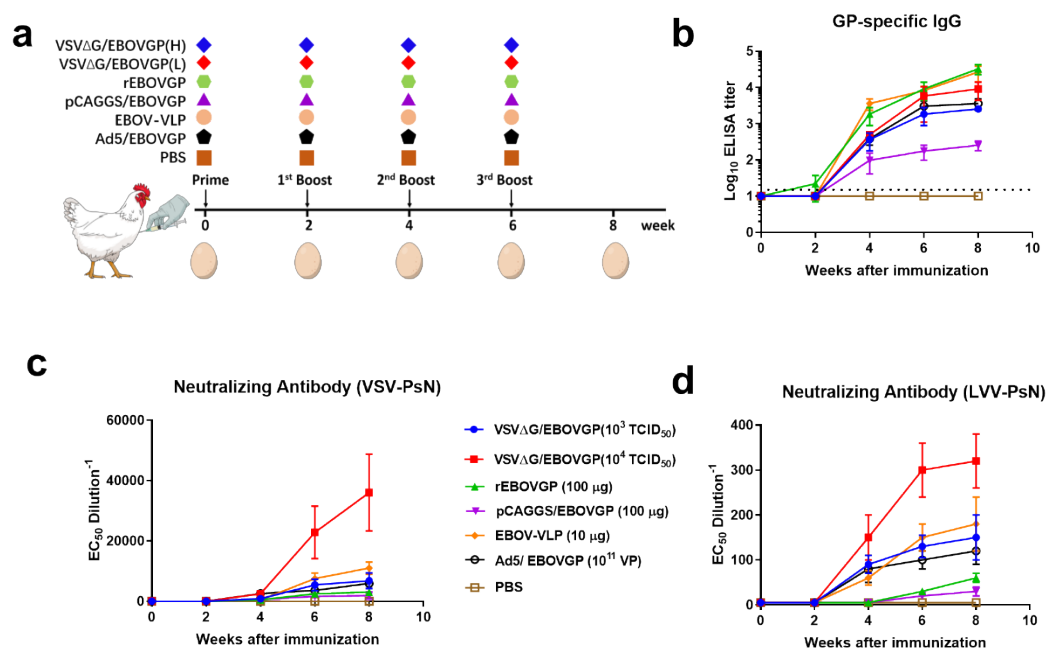 a
VSVΔG/EBOVGP(H)
VSVΔG/EBOVGP(L)
rEBOVGP
pCAGGS/EBOVGP
EBOV-VLP
Ad5/EBOVGP
PBS
Prime 1st Boost 2nd Boost 3rd Boost
0 2 4 6 8 week
b
GP-specific IgG
Log10 ELISA titer
5
4
3
2
1
0
0 2 4 6 8 10
Weeks after immunization
c
Neutralizing Antibody (VSV-PsN)
EC50 Dilution-1
60000
40000
20000
0
0 2 4 6 8 10
Weeks after immunization
VSVΔG/EBOVGP(10³ TCID50)
VSVΔG/EBOVGP(10⁴ TCID50)
rEBOVGP (100 μg)
pCAGGS/EBOVGP (100 μg)
EBOV-VLP (10 μg)
Ad5/ EBOVGP (10¹¹ VP)
PBS
d
Neutralizing Antibody (LVV-PsN)
EC50 Dilution-1
400
300
200
100
0
0 2 4 6 8 10
Weeks after immunization